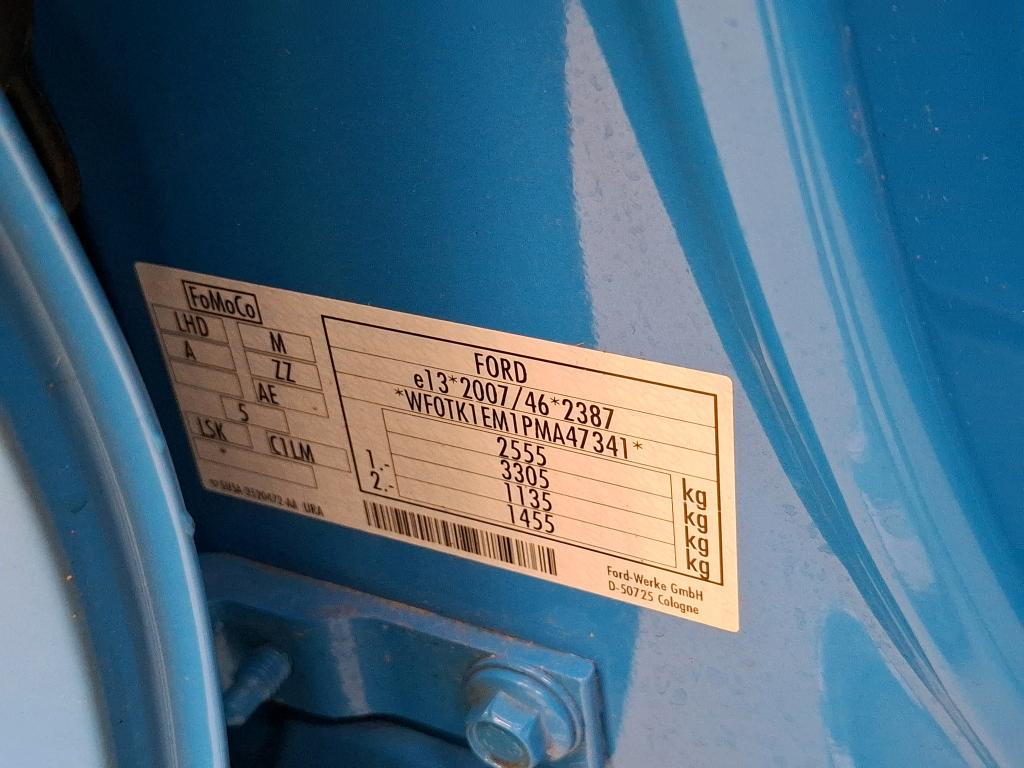 FoMoCo
LHD M
A ZZ
AE
5
LSK C1LM
*
FORD
e13*2007/46*2387
*WF0TK1EM1PMA47341*
2555 kg
3305 kg
1.- 1135 kg
2.- 1455 kg
Ford-Werke GmbH
D-50725 Cologne